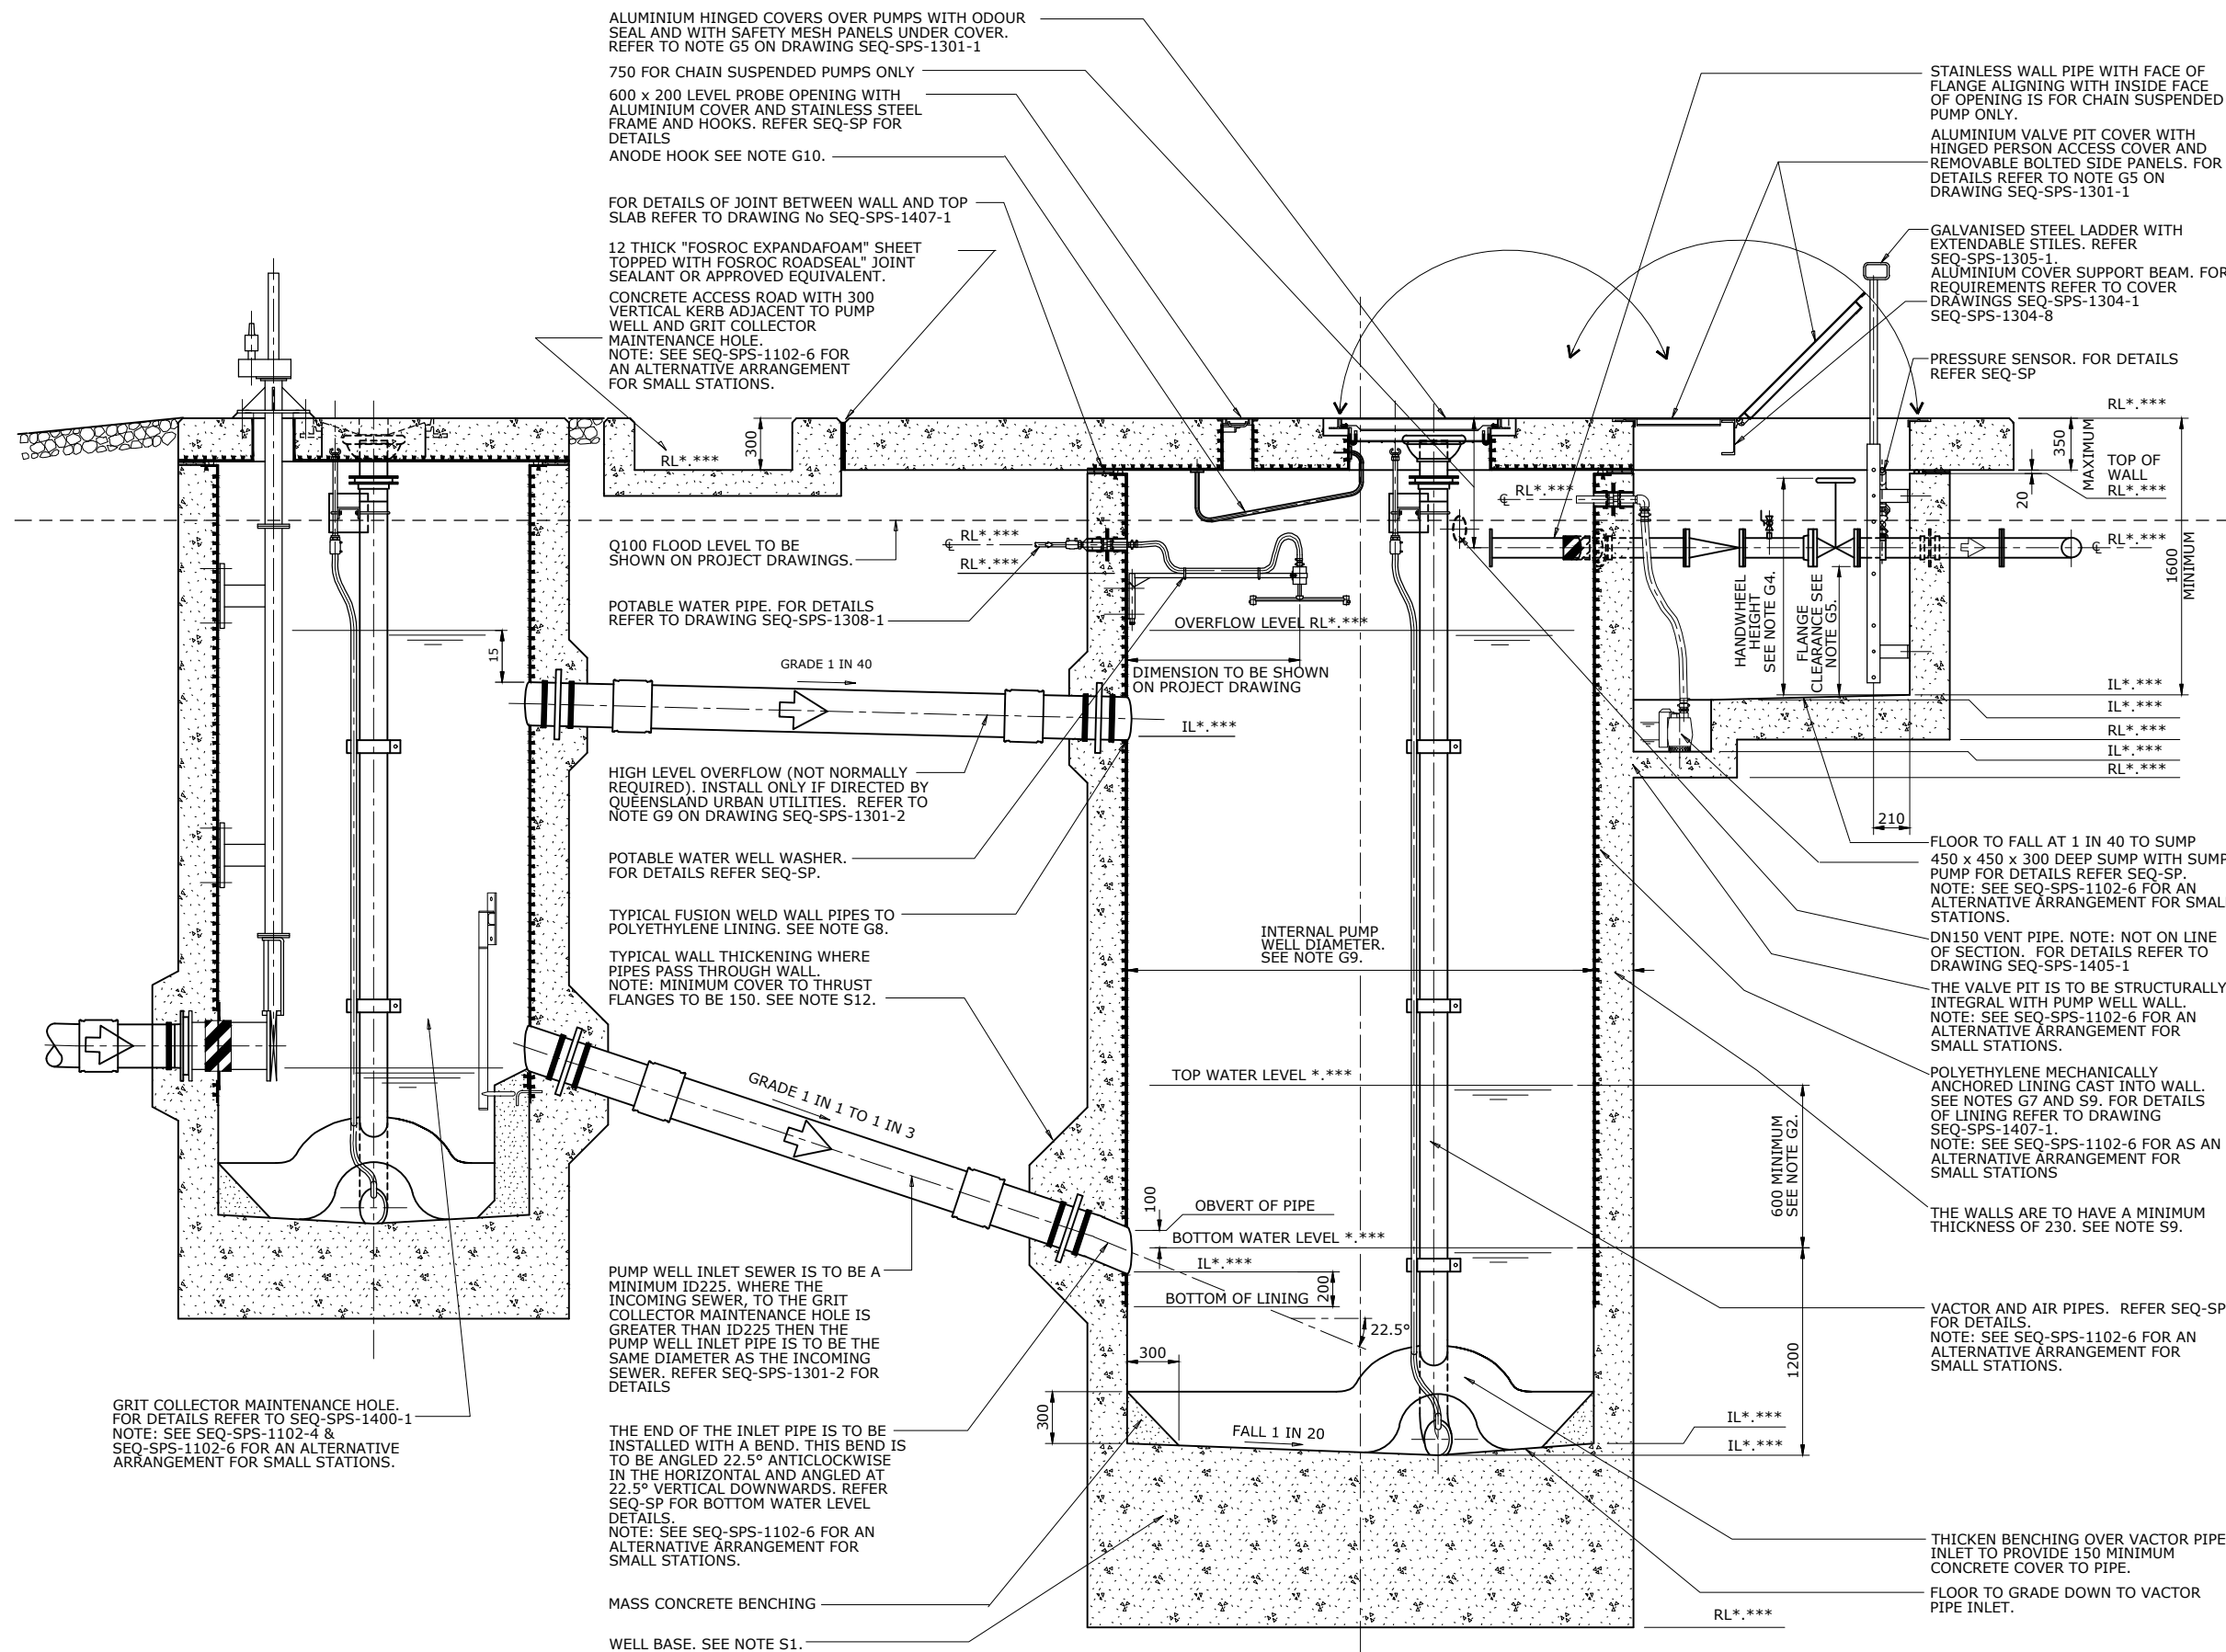 ALUMINIUM HINGED COVERS OVER PUMPS WITH ODOUR
SEAL AND WITH SAFETY MESH PANELS UNDER COVER.
REFER TO NOTE G5 ON DRAWING SEQ-SPS-1301-1
750 FOR CHAIN SUSPENDED PUMPS ONLY
600 x 200 LEVEL PROBE OPENING WITH
ALUMINIUM COVER AND STAINLESS STEEL
FRAME AND HOOKS. REFER SEQ-SP FOR
DETAILS
ANODE HOOK SEE NOTE G10.
FOR DETAILS OF JOINT BETWEEN WALL AND TOP
SLAB REFER TO DRAWING No SEQ-SPS-1407-1
12 THICK "FOSROC EXPANDAFOAM" SHEET
TOPPED WITH FOSROC ROADSEAL" JOINT
SEALANT OR APPROVED EQUIVALENT.
CONCRETE ACCESS ROAD WITH 300
VERTICAL KERB ADJACENT TO PUMP
WELL AND GRIT COLLECTOR
MAINTENANCE HOLE.
NOTE: SEE SEQ-SPS-1102-6 FOR
AN ALTERNATIVE ARRANGEMENT
FOR SMALL STATIONS.
RL*.***
300
Q100 FLOOD LEVEL TO BE
SHOWN ON PROJECT DRAWINGS.
POTABLE WATER PIPE. FOR DETAILS
REFER TO DRAWING SEQ-SPS-1308-1
15
GRADE 1 IN 40
IL*.***
HIGH LEVEL OVERFLOW (NOT NORMALLY
REQUIRED). INSTALL ONLY IF DIRECTED BY
QUEENSLAND URBAN UTILITIES. REFER TO
NOTE G9 ON DRAWING SEQ-SPS-1301-2
POTABLE WATER WELL WASHER.
FOR DETAILS REFER SEQ-SP.
TYPICAL FUSION WELD WALL PIPES TO
POLYETHYLENE LINING. SEE NOTE G8.
TYPICAL WALL THICKENING WHERE
PIPES PASS THROUGH WALL.
NOTE: MINIMUM COVER TO THRUST
FLANGES TO BE 150. SEE NOTE S12.
GRADE 1 IN 1 TO 1 IN 3
PUMP WELL INLET SEWER IS TO BE A
MINIMUM ID225. WHERE THE
INCOMING SEWER, TO THE GRIT
COLLECTOR MAINTENANCE HOLE IS
GREATER THAN ID225 THEN THE
PUMP WELL INLET PIPE IS TO BE THE
SAME DIAMETER AS THE INCOMING
SEWER. REFER SEQ-SPS-1301-2 FOR
DETAILS
GRIT COLLECTOR MAINTENANCE HOLE.
FOR DETAILS REFER TO SEQ-SPS-1400-1
NOTE: SEE SEQ-SPS-1102-4 &
SEQ-SPS-1102-6 FOR AN ALTERNATIVE
ARRANGEMENT FOR SMALL STATIONS.
THE END OF THE INLET PIPE IS TO BE
INSTALLED WITH A BEND. THIS BEND IS
TO BE ANGLED 22.5° ANTICLOCKWISE
IN THE HORIZONTAL AND ANGLED AT
22.5° VERTICAL DOWNWARDS. REFER
SEQ-SP FOR BOTTOM WATER LEVEL
DETAILS.
NOTE: SEE SEQ-SPS-1102-6 FOR AN
ALTERNATIVE ARRANGEMENT FOR
SMALL STATIONS.
MASS CONCRETE BENCHING
WELL BASE. SEE NOTE S1.
℄ RL*.***
RL*.***
℄ RL*.***
OVERFLOW LEVEL RL*.***
DIMENSION TO BE SHOWN
ON PROJECT DRAWING
INTERNAL PUMP
WELL DIAMETER.
SEE NOTE G9.
TOP WATER LEVEL *.***
100
OBVERT OF PIPE
BOTTOM WATER LEVEL *.***
IL*.***
200
BOTTOM OF LINING
22.5°
300
300
FALL 1 IN 20
600 MINIMUM
SEE NOTE G2.
1200
IL*.***
IL*.***
RL*.***
HANDWHEEL
HEIGHT
SEE NOTE G4.
FLANGE
CLEARANCE SEE
NOTE G5.
STAINLESS WALL PIPE WITH FACE OF
FLANGE ALIGNING WITH INSIDE FACE
OF OPENING IS FOR CHAIN SUSPENDED
PUMP ONLY.
ALUMINIUM VALVE PIT COVER WITH
HINGED PERSON ACCESS COVER AND
REMOVABLE BOLTED SIDE PANELS. FOR
DETAILS REFER TO NOTE G5 ON
DRAWING SEQ-SPS-1301-1
GALVANISED STEEL LADDER WITH
EXTENDABLE STILES. REFER
SEQ-SPS-1305-1.
ALUMINIUM COVER SUPPORT BEAM. FOR
REQUIREMENTS REFER TO COVER
DRAWINGS SEQ-SPS-1304-1
SEQ-SPS-1304-8
PRESSURE SENSOR. FOR DETAILS
REFER SEQ-SP
RL*.***
350
MAXIMUM
TOP OF
WALL
RL*.***
20
℄ RL*.***
1600
MINIMUM
IL*.***
IL*.***
RL*.***
IL*.***
RL*.***
210
FLOOR TO FALL AT 1 IN 40 TO SUMP
450 x 450 x 300 DEEP SUMP WITH SUMP
PUMP FOR DETAILS REFER SEQ-SP.
NOTE: SEE SEQ-SPS-1102-6 FOR AN
ALTERNATIVE ARRANGEMENT FOR SMALL
STATIONS.
DN150 VENT PIPE. NOTE: NOT ON LINE
OF SECTION. FOR DETAILS REFER TO
DRAWING SEQ-SPS-1405-1
THE VALVE PIT IS TO BE STRUCTURALLY
INTEGRAL WITH PUMP WELL WALL.
NOTE: SEE SEQ-SPS-1102-6 FOR AN
ALTERNATIVE ARRANGEMENT FOR
SMALL STATIONS.
POLYETHYLENE MECHANICALLY
ANCHORED LINING CAST INTO WALL.
SEE NOTES G7 AND S9. FOR DETAILS
OF LINING REFER TO DRAWING
SEQ-SPS-1407-1.
NOTE: SEE SEQ-SPS-1102-6 FOR AS AN
ALTERNATIVE ARRANGEMENT FOR
SMALL STATIONS
THE WALLS ARE TO HAVE A MINIMUM
THICKNESS OF 230. SEE NOTE S9.
VACTOR AND AIR PIPES. REFER SEQ-SP
FOR DETAILS.
NOTE: SEE SEQ-SPS-1102-6 FOR AN
ALTERNATIVE ARRANGEMENT FOR
SMALL STATIONS.
THICKEN BENCHING OVER VACTOR PIPE
INLET TO PROVIDE 150 MINIMUM
CONCRETE COVER TO PIPE.
FLOOR TO GRADE DOWN TO VACTOR
PIPE INLET.